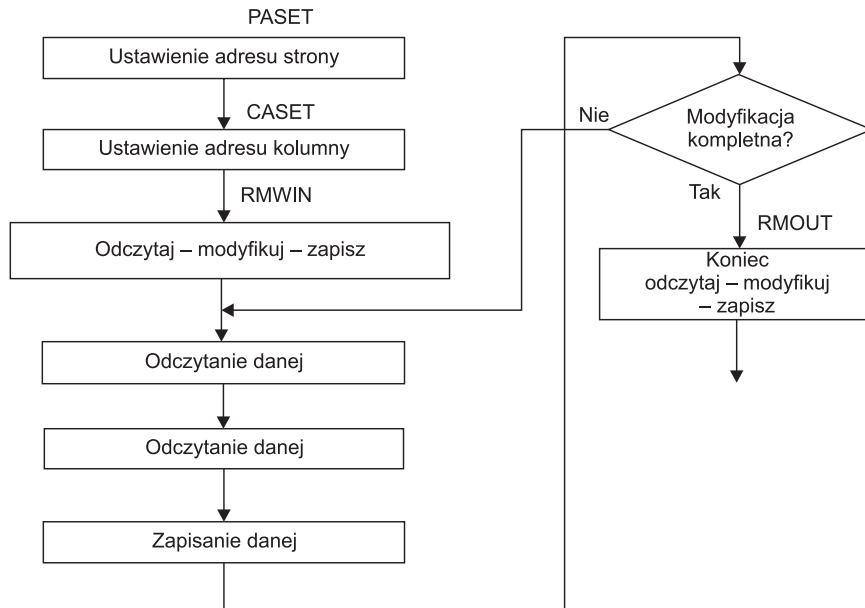 PASET
Ustawienie adresu strony
CASET
Ustawienie adresu kolumny
RMWIN
Odczytaj – modyfikuj – zapisz
Odczytanie danej
Odczytanie danej
Zapisanie danej
Nie
Modyfikacja
kompletna?
Tak
RMOUT
Koniec
odczytaj – modyfikuj
– zapisz